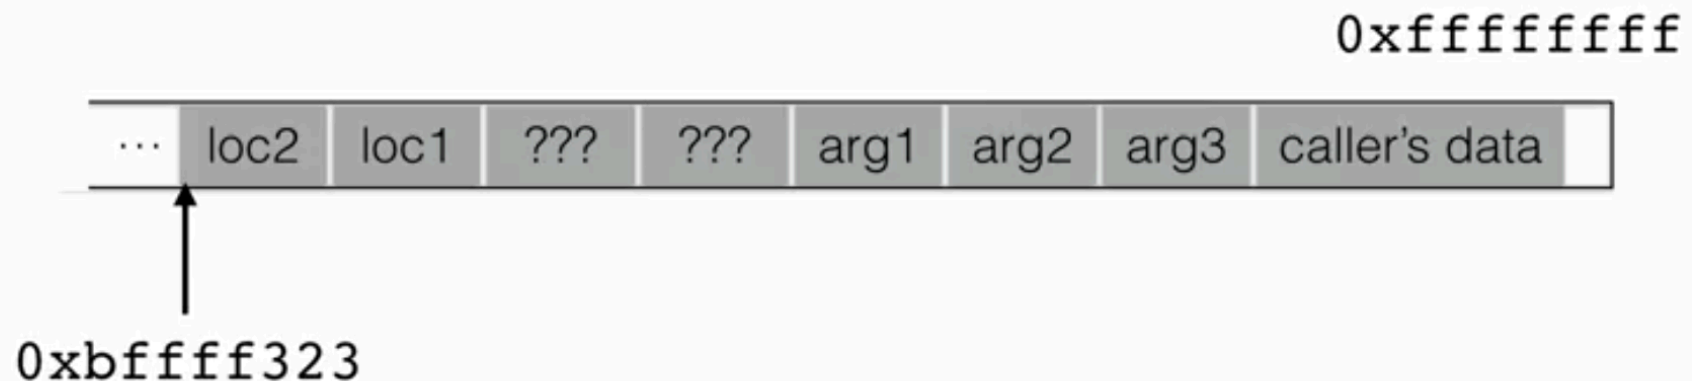 0xffffffff
... loc2 loc1 ??? ??? arg1 arg2 arg3 caller's data
0xbffff323